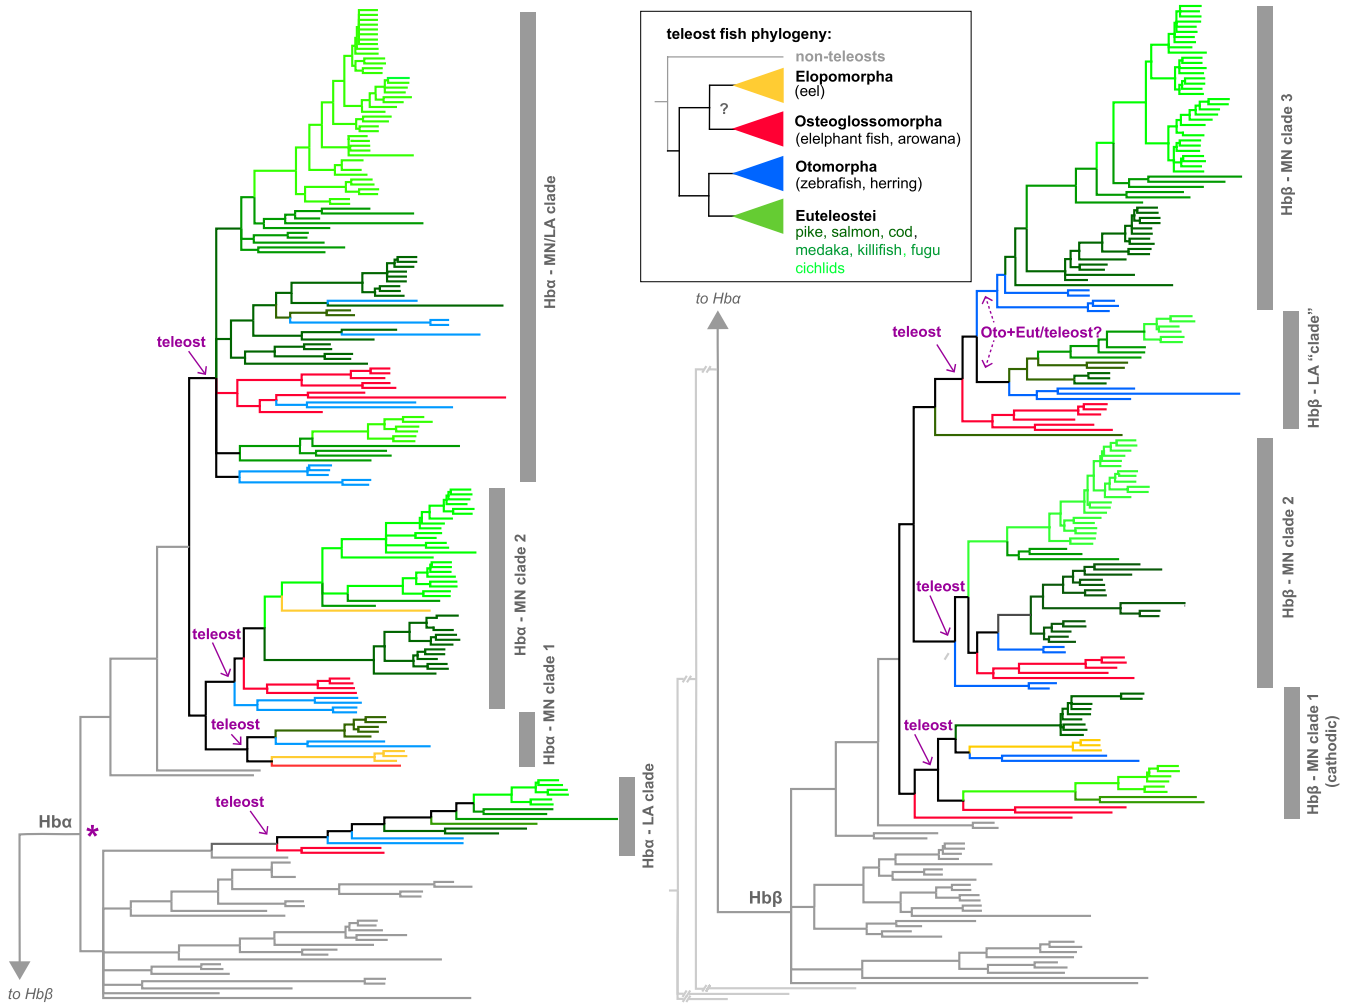 teleost fish phylogeny:
non-teleosts
Elopomorpha
(eel)
?
Osteoglossomorpha
(elelphant fish, arowana)
Otomorpha
(zebrafish, herring)
Euteleostei
pike, salmon, cod,
medaka, killifish, fugu
cichlids
Hbα - MN/LA clade
teleost
Hbα - MN clade 2
teleost
Hbα - MN clade 1
teleost
Hbα - LA clade
teleost
Hbα
*
to Hbβ
to Hbα
Hbβ - MN clade 3
teleost
Oto+Eut/teleost?
Hbβ - LA “clade”
Hbβ - MN clade 2
teleost
Hbβ - MN clade 1
(cathodic)
teleost
Hbβ